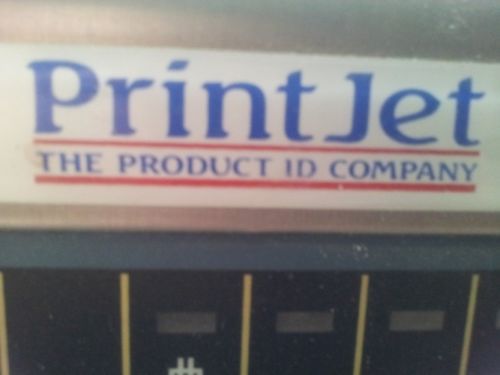 PrintJet
THE PRODUCT ID COMPANY